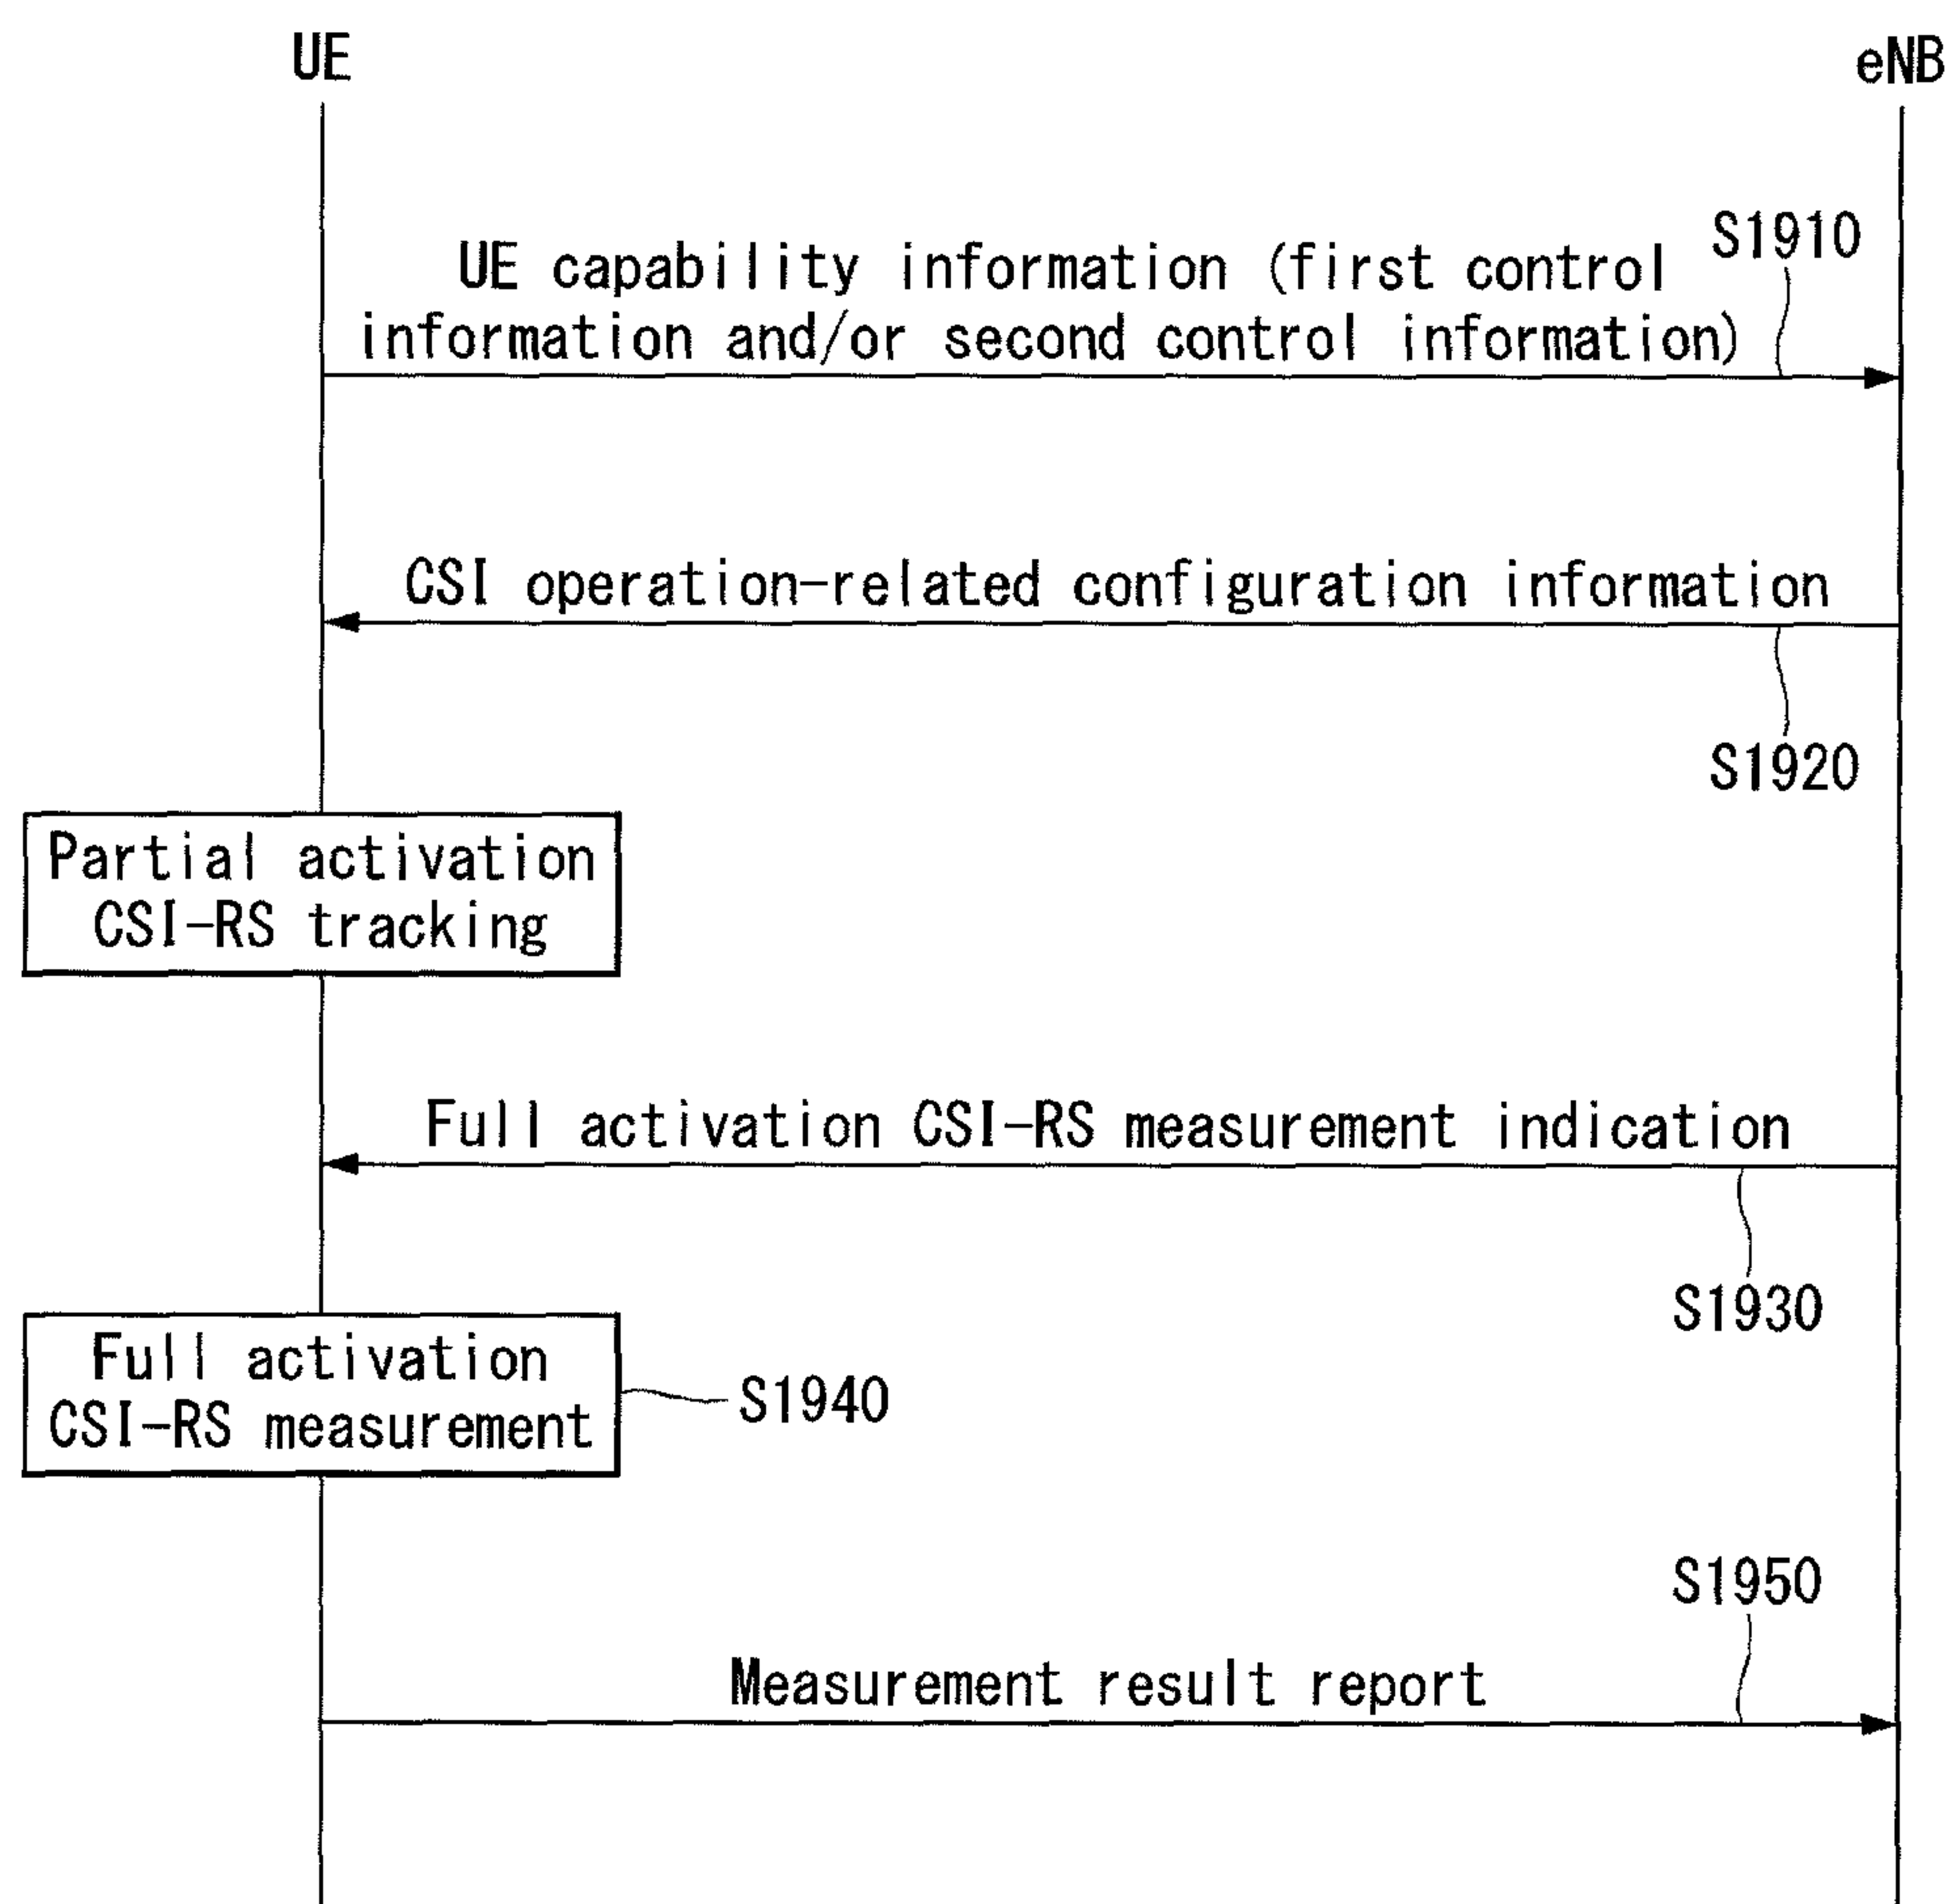 UE
eNB
S1910
UE capability information (first control
information and/or second control information)
CSI operation-related configuration information
S1920
Partial activation
CSI-RS tracking
Full activation CSI-RS measurement indication
S1930
Full activation
CSI-RS measurement
S1940
S1950
Measurement result report